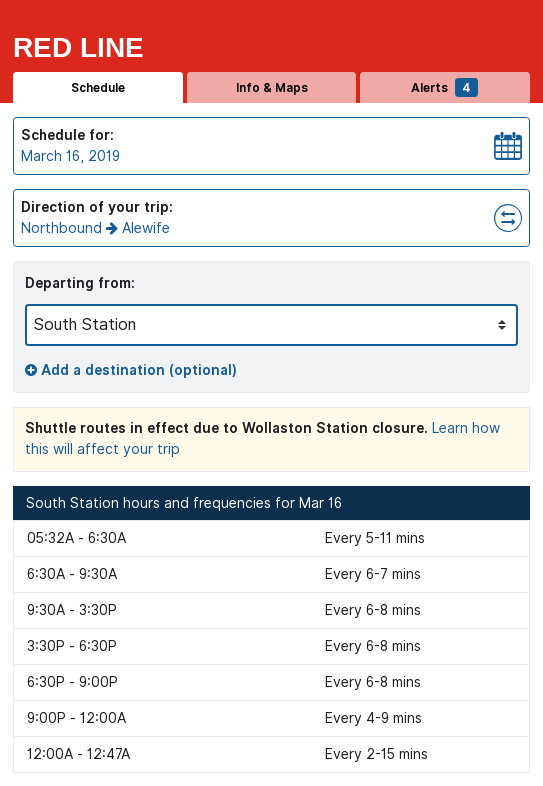 RED LINE
Schedule
Info & Maps
Alerts 4
Schedule for:
March 16, 2019
Direction of your trip:
Northbound → Alewife
Departing from:
South Station
Add a destination (optional)
Shuttle routes in effect due to Wollaston Station closure. Learn how
this will affect your trip
South Station hours and frequencies for Mar 16
05:32A - 6:30A Every 5-11 mins
6:30A - 9:30A Every 6-7 mins
9:30A - 3:30P Every 6-8 mins
3:30P - 6:30P Every 6-8 mins
6:30P - 9:00P Every 6-8 mins
9:00P - 12:00A Every 4-9 mins
12:00A - 12:47A Every 2-15 mins